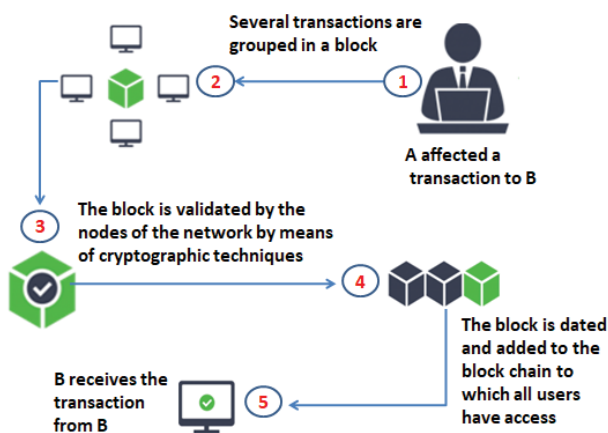 Several transactions are
grouped in a block
1
2
A affected a
transaction to B
3
The block is validated by the
nodes of the network by means
of cryptographic techniques
4
The block is dated
and added to the
block chain to
which all users
have access
5
B receives the
transaction
from B